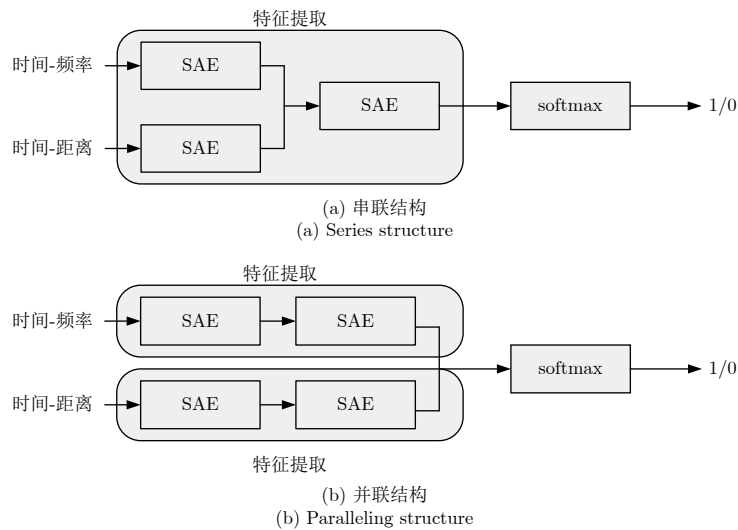 特征提取
时间-频率
SAE
SAE
softmax
1/0
时间-距离
SAE
(a) 串联结构
(a) Series structure
特征提取
时间-频率
SAE
SAE
softmax
1/0
时间-距离
SAE
SAE
特征提取
(b) 并联结构
(b) Paralleling structure